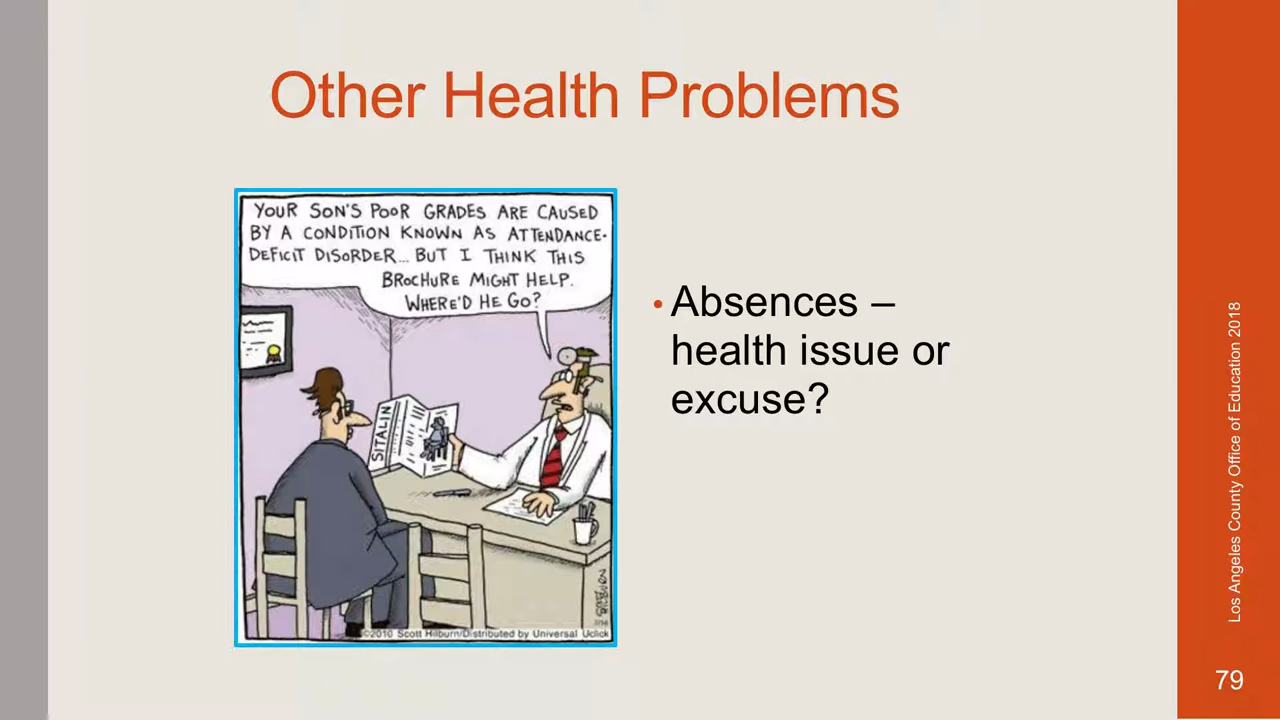 Other Health Problems
YOUR SON'S POOR GRADES ARE CAUSED
BY A CONDITION KNOWN AS ATTENDANCE-
DEFICIT DISORDER... BUT I THINK THIS
BROCHURE MIGHT HELP.
WHERE'D HE GO?
SITALIN
©2010 Scott Hilburn/Distributed by Universal Uclick
• Absences –
health issue or
excuse?
Los Angeles County Office of Education 2018
79